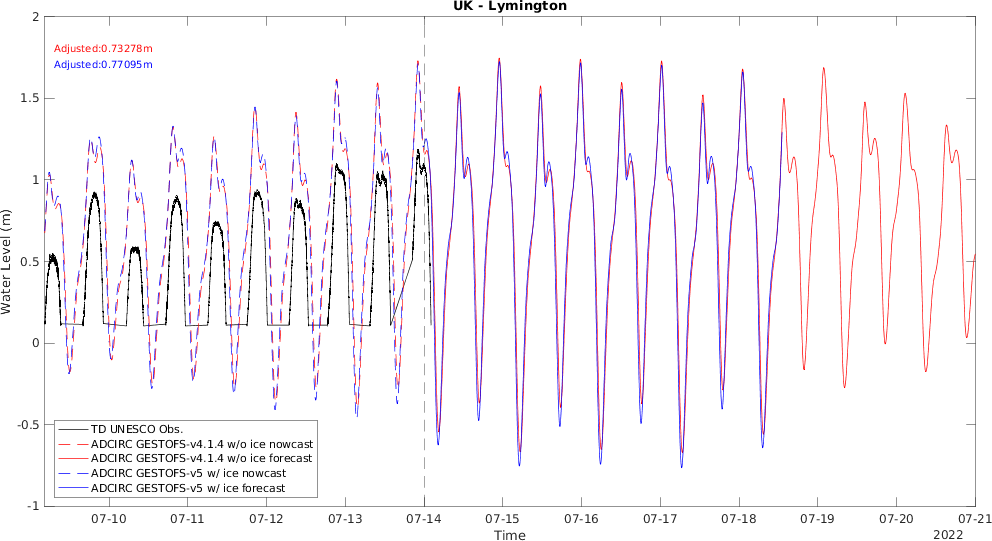 UK - Lymington
2
Adjusted:0.73278m
Adjusted:0.77095m
1.5
1
0.5
0
-0.5
-1
Water Level (m)
TD UNESCO Obs.
ADCIRC GESTOFS-v4.1.4 w/o ice nowcast
ADCIRC GESTOFS-v4.1.4 w/o ice forecast
ADCIRC GESTOFS-v5 w/ ice nowcast
ADCIRC GESTOFS-v5 w/ ice forecast
07-10 07-11 07-12 07-13 07-14 07-15 07-16 07-17 07-18 07-19 07-20 07-21
Time
2022